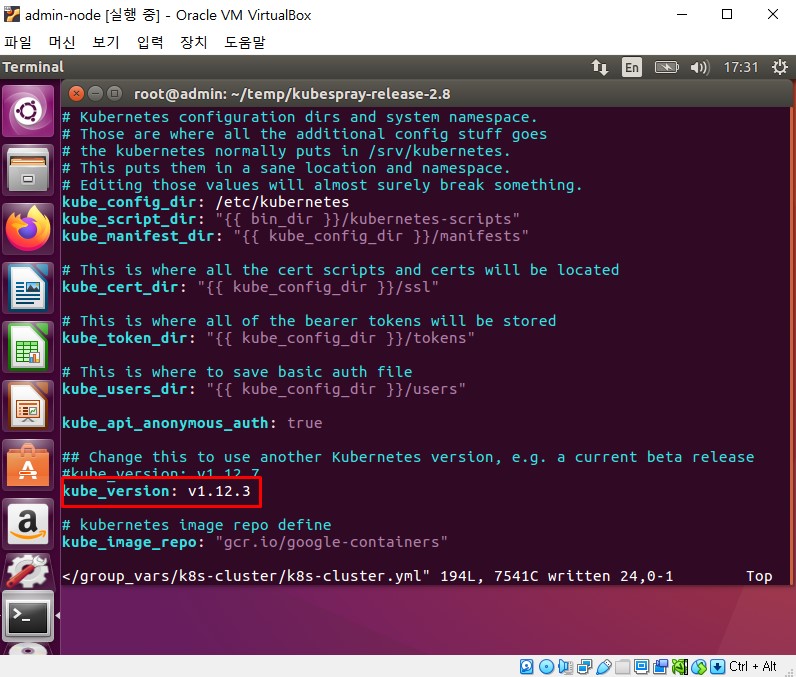 admin-node [실행 중] - Oracle VM VirtualBox
파일 머신 보기 입력 장치 도움말
Terminal En 17:31
root@admin: ~/temp/kubespray-release-2.8
# Kubernetes configuration dirs and system namespace.
# Those are where all the additional config stuff goes
# the kubernetes normally puts in /srv/kubernetes.
# This puts them in a sane location and namespace.
# Editing those values will almost surely break something.
kube_config_dir: /etc/kubernetes
kube_script_dir: "{{ bin_dir }}/kubernetes-scripts"
kube_manifest_dir: "{{ kube_config_dir }}/manifests"
# This is where all the cert scripts and certs will be located
kube_cert_dir: "{{ kube_config_dir }}/ssl"
# This is where all of the bearer tokens will be stored
kube_token_dir: "{{ kube_config_dir }}/tokens"
# This is where to save basic auth file
kube_users_dir: "{{ kube_config_dir }}/users"
kube_api_anonymous_auth: true
## Change this to use another Kubernetes version, e.g. a current beta release
#kube_version: v1.12.7
kube_version: v1.12.3
# kubernetes image repo define
kube_image_repo: "gcr.io/google-containers"
</group_vars/k8s-cluster/k8s-cluster.yml" 194L, 7541C written 24,0-1 Top
Ctrl + Alt